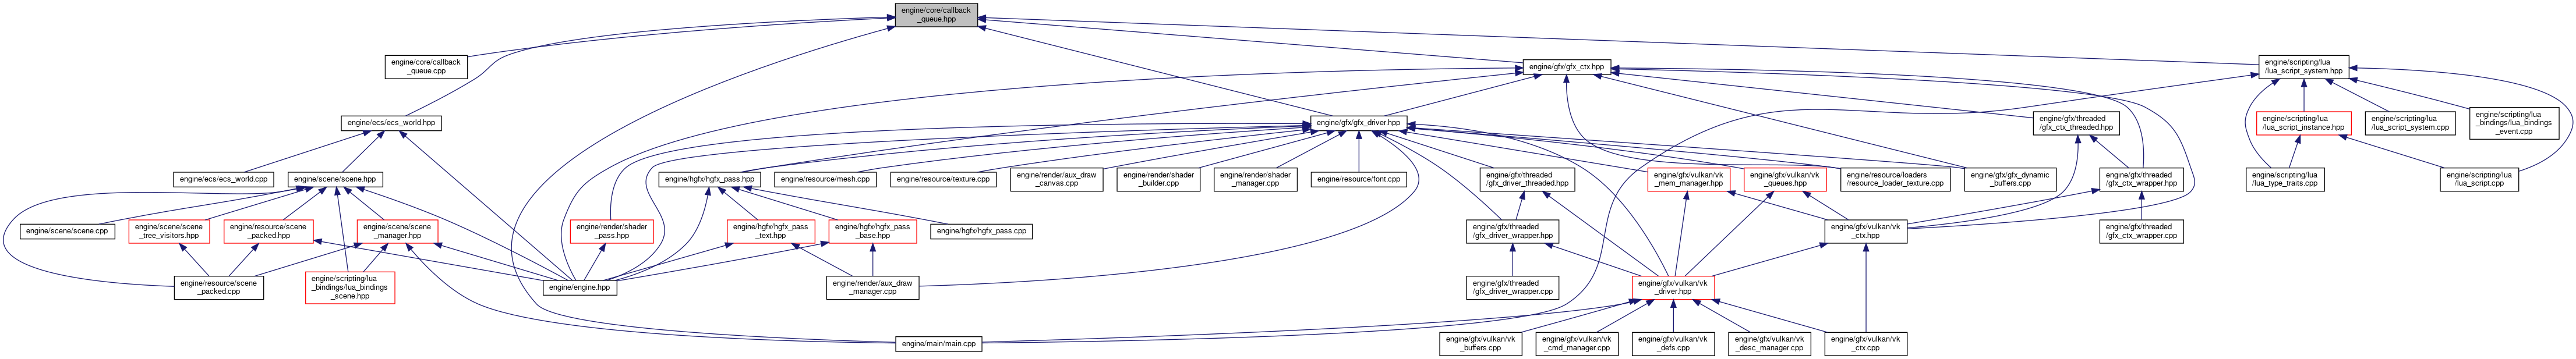 engine/core/callback
_queue.hpp
engine/core/callback
_queue.cpp
engine/gfx/gfx_ctx.hpp
engine/scripting/lua
/lua_script_system.hpp
engine/ecs/ecs_world.hpp
engine/gfx/gfx_driver.hpp
engine/gfx/threaded
/gfx_ctx_threaded.hpp
engine/scripting/lua
/lua_script_instance.hpp
engine/scripting/lua
/lua_script_system.cpp
engine/scripting/lua
_bindings/lua_bindings
_event.cpp
engine/ecs/ecs_world.cpp
engine/scene/scene.hpp
engine/hgfx/hgfx_pass.hpp
engine/resource/mesh.cpp
engine/resource/texture.cpp
engine/render/aux_draw
_canvas.cpp
engine/render/shader
_builder.cpp
engine/render/shader
_manager.cpp
engine/resource/font.cpp
engine/gfx/threaded
/gfx_driver_threaded.hpp
engine/gfx/vulkan/vk
_mem_manager.hpp
engine/gfx/vulkan/vk
_queues.hpp
engine/resource/loaders
/resource_loader_texture.cpp
engine/gfx/gfx_dynamic
_buffers.cpp
engine/gfx/threaded
/gfx_ctx_wrapper.hpp
engine/scripting/lua
/lua_type_traits.cpp
engine/scripting/lua
/lua_script.cpp
engine/scene/scene.cpp
engine/scene/scene
_tree_visitors.hpp
engine/resource/scene
_packed.hpp
engine/scene/scene
_manager.hpp
engine/render/shader
_pass.hpp
engine/hgfx/hgfx_pass
_text.hpp
engine/hgfx/hgfx_pass
_base.hpp
engine/hgfx/hgfx_pass.cpp
engine/gfx/threaded
/gfx_driver_wrapper.hpp
engine/gfx/vulkan/vk
_ctx.hpp
engine/gfx/threaded
/gfx_ctx_wrapper.cpp
engine/resource/scene
_packed.cpp
engine/scripting/lua
_bindings/lua_bindings
_scene.hpp
engine/engine.hpp
engine/render/aux_draw
_manager.cpp
engine/gfx/threaded
/gfx_driver_wrapper.cpp
engine/gfx/vulkan/vk
_driver.hpp
engine/main/main.cpp
engine/gfx/vulkan/vk
_buffers.cpp
engine/gfx/vulkan/vk
_cmd_manager.cpp
engine/gfx/vulkan/vk
_defs.cpp
engine/gfx/vulkan/vk
_desc_manager.cpp
engine/gfx/vulkan/vk
_ctx.cpp